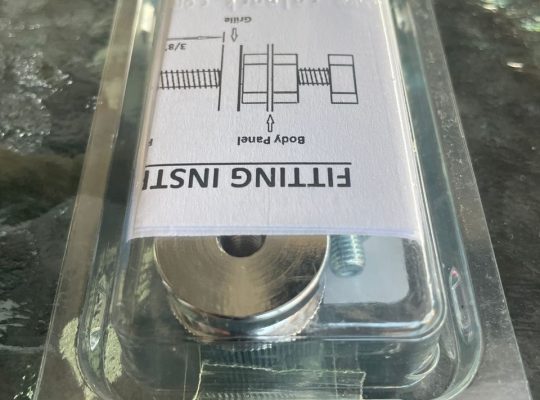 FITTING INST
Body Panel
3/8"
Grille